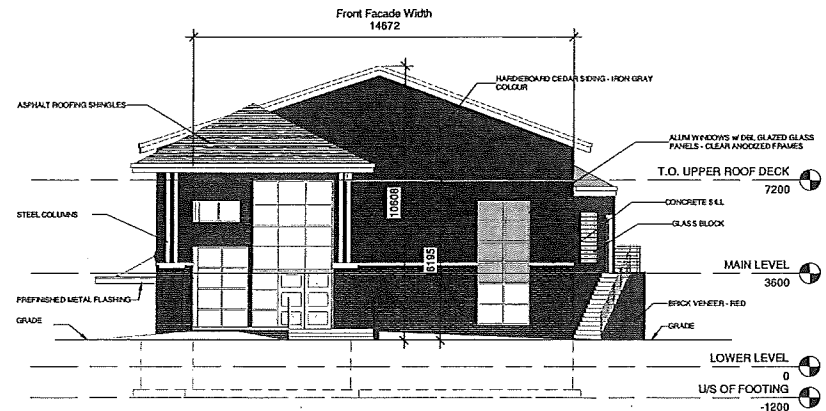 Front Facade Width
14672
HARDIEBOARD CEDAR SIDING - IRON GRAY
COLOUR
ASPHALT ROOFING SHINGLES
ALUM WINDOWS W/ DBL GLAZED GLASS
PANELS - CLEAR ANODIZED FRAMES
T.O. UPPER ROOF DECK
7200
10608
CONCRETE SILL
STEEL COLUMNS
GLASS BLOCK
6195
MAIN LEVEL
3600
PREFINISHED METAL FLASHING
BRICK VENEER - RED
GRADE
GRADE
LOWER LEVEL
0
U/S OF FOOTING
-1200